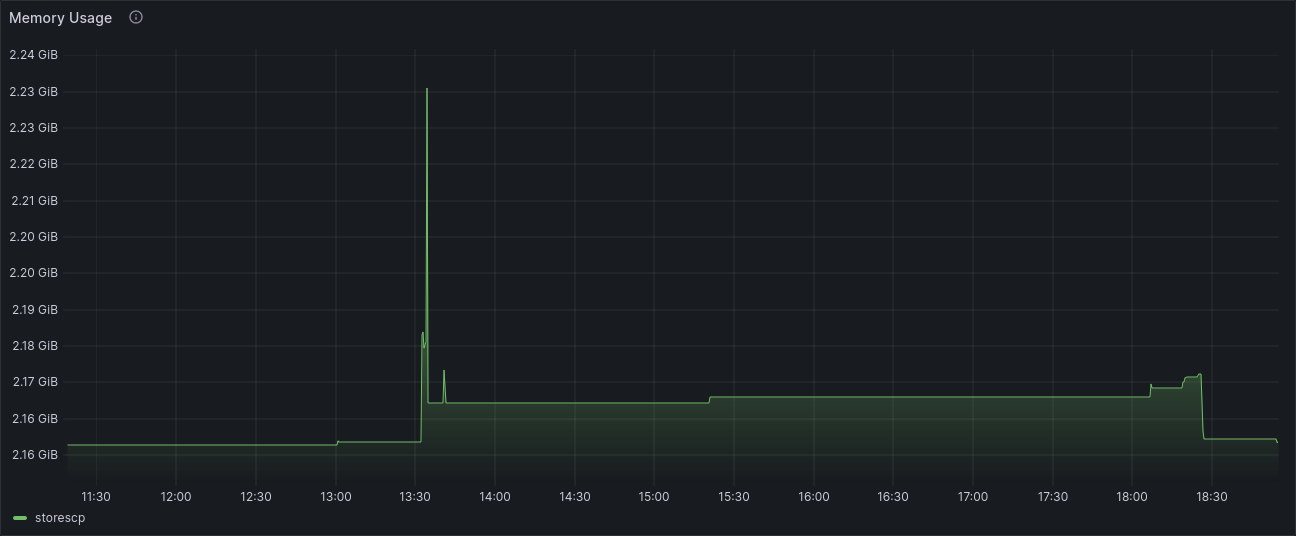 Memory Usage
2.24 GiB
2.23 GiB
2.23 GiB
2.22 GiB
2.21 GiB
2.20 GiB
2.20 GiB
2.19 GiB
2.18 GiB
2.17 GiB
2.16 GiB
2.16 GiB
11:30 12:00 12:30 13:00 13:30 14:00 14:30 15:00 15:30 16:00 16:30 17:00 17:30 18:00 18:30
storescp